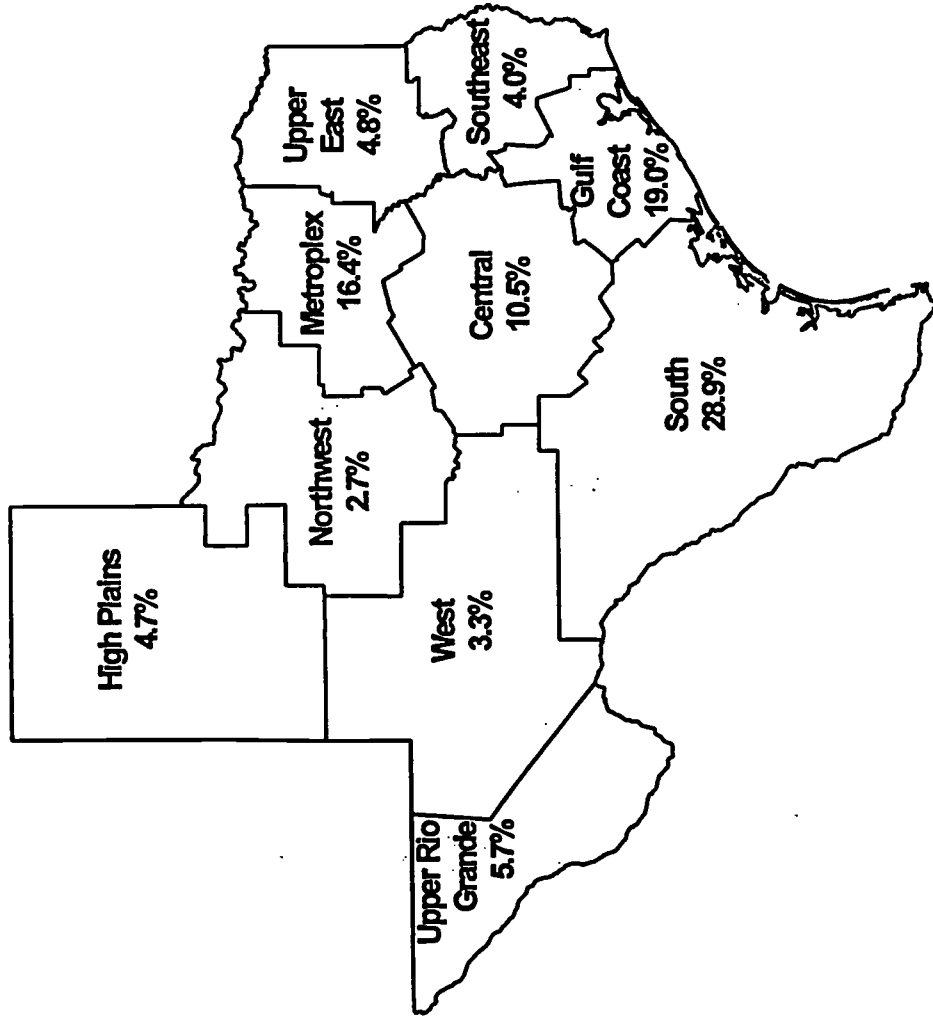 High Plains
4.7%
Northwest
2.7%
Metroplex
16.4%
Upper
East
4.8%
Upper Rio
Grande
5.7%
West
3.3%
Central
10.5%
Southeast
4.0%
Gulf
Coast
19.0%
South
28.9%